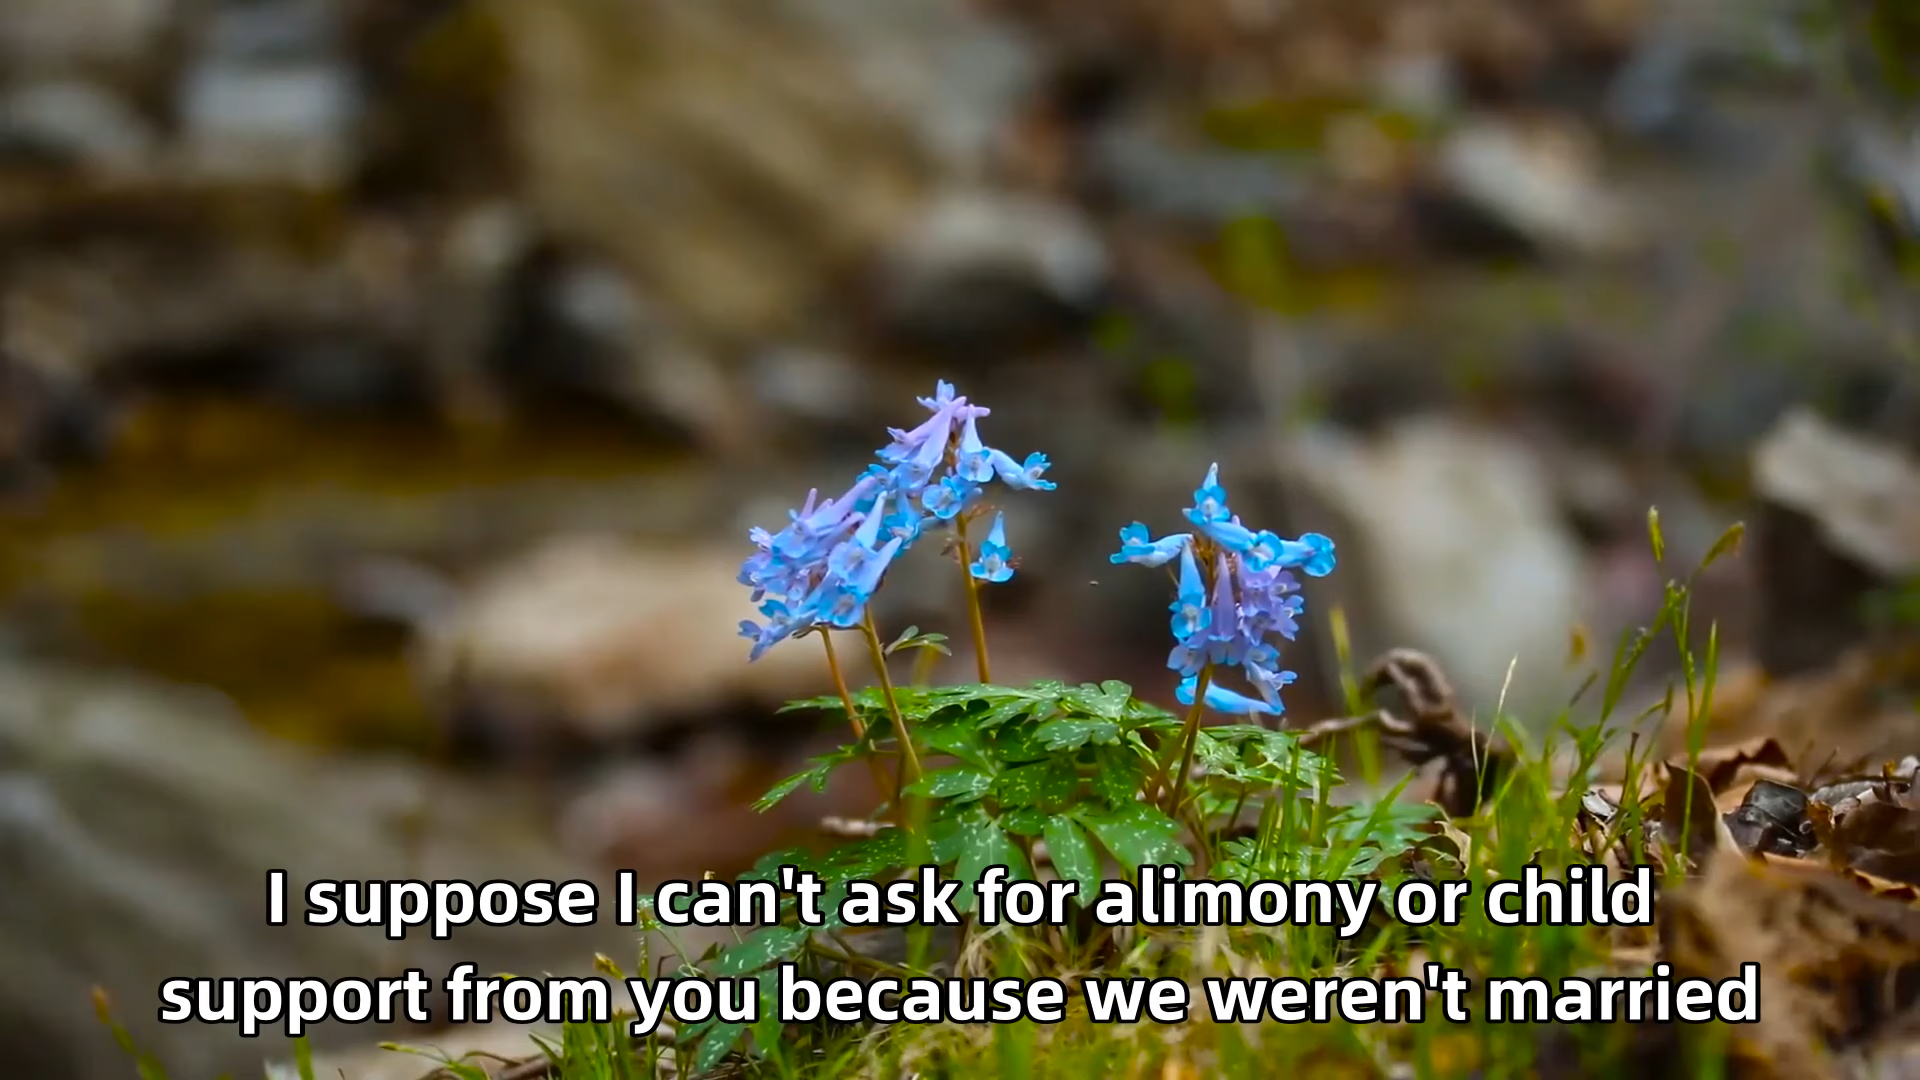 I suppose I can't ask for alimony or child
support from you because we weren't married